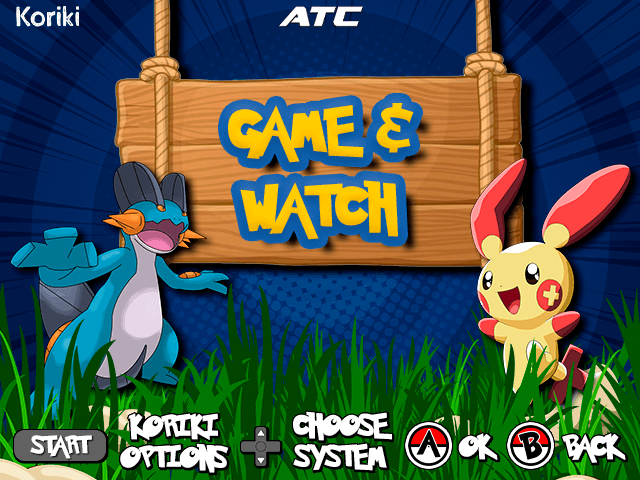 Koriki
ATC
GAME &
WATCH
START
KORIKI
OPTIONS
CHOOSE
SYSTEM
A
OK
B
BACK